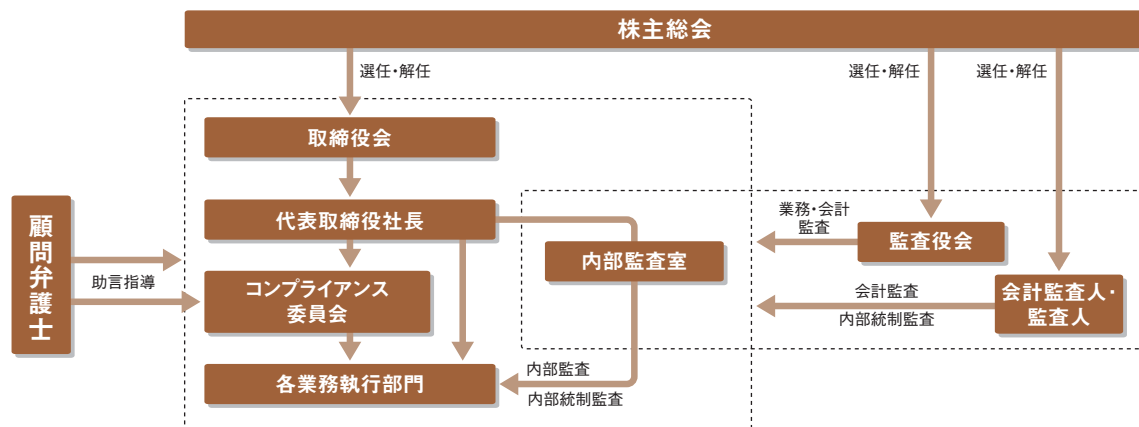 株主総会
選任・解任
選任・解任
選任・解任
取締役会
代表取締役社長
顧問弁護士
助言指導
コンプライアンス
委員会
各業務執行部門
内部監査室
内部監査
内部統制監査
業務・会計
監査
監査役会
会計監査
内部統制監査
会計監査人・
監査人